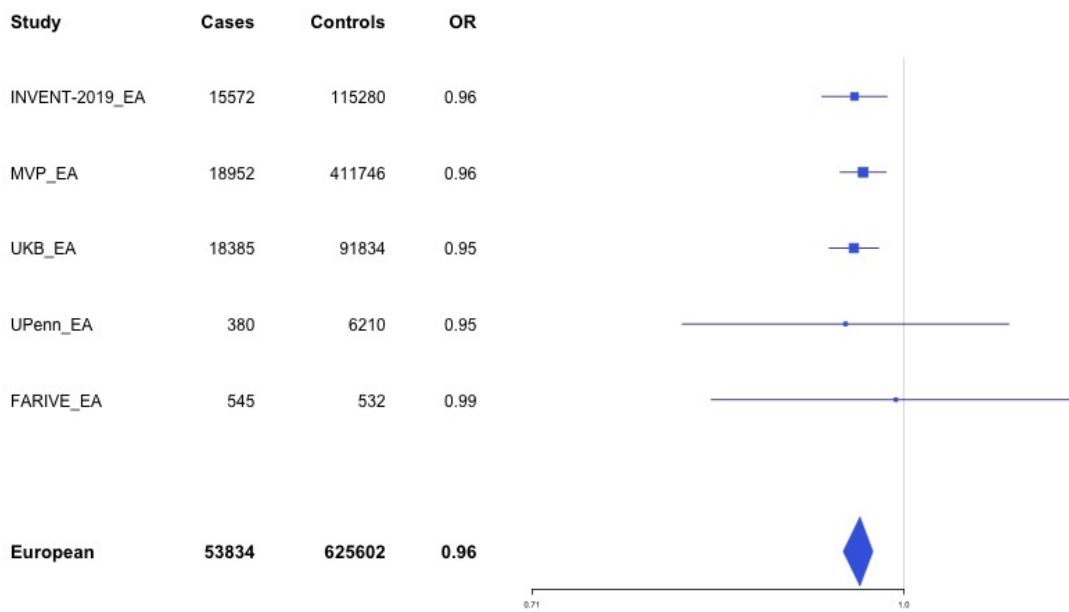 Study Cases Controls OR
INVENT-2019_EA 15572 115280 0.96
MVP_EA 18952 411746 0.96
UKB_EA 18385 91834 0.95
UPenn_EA 380 6210 0.95
FARIVE_EA 545 532 0.99
European 53834 625602 0.96
0.71 1.0